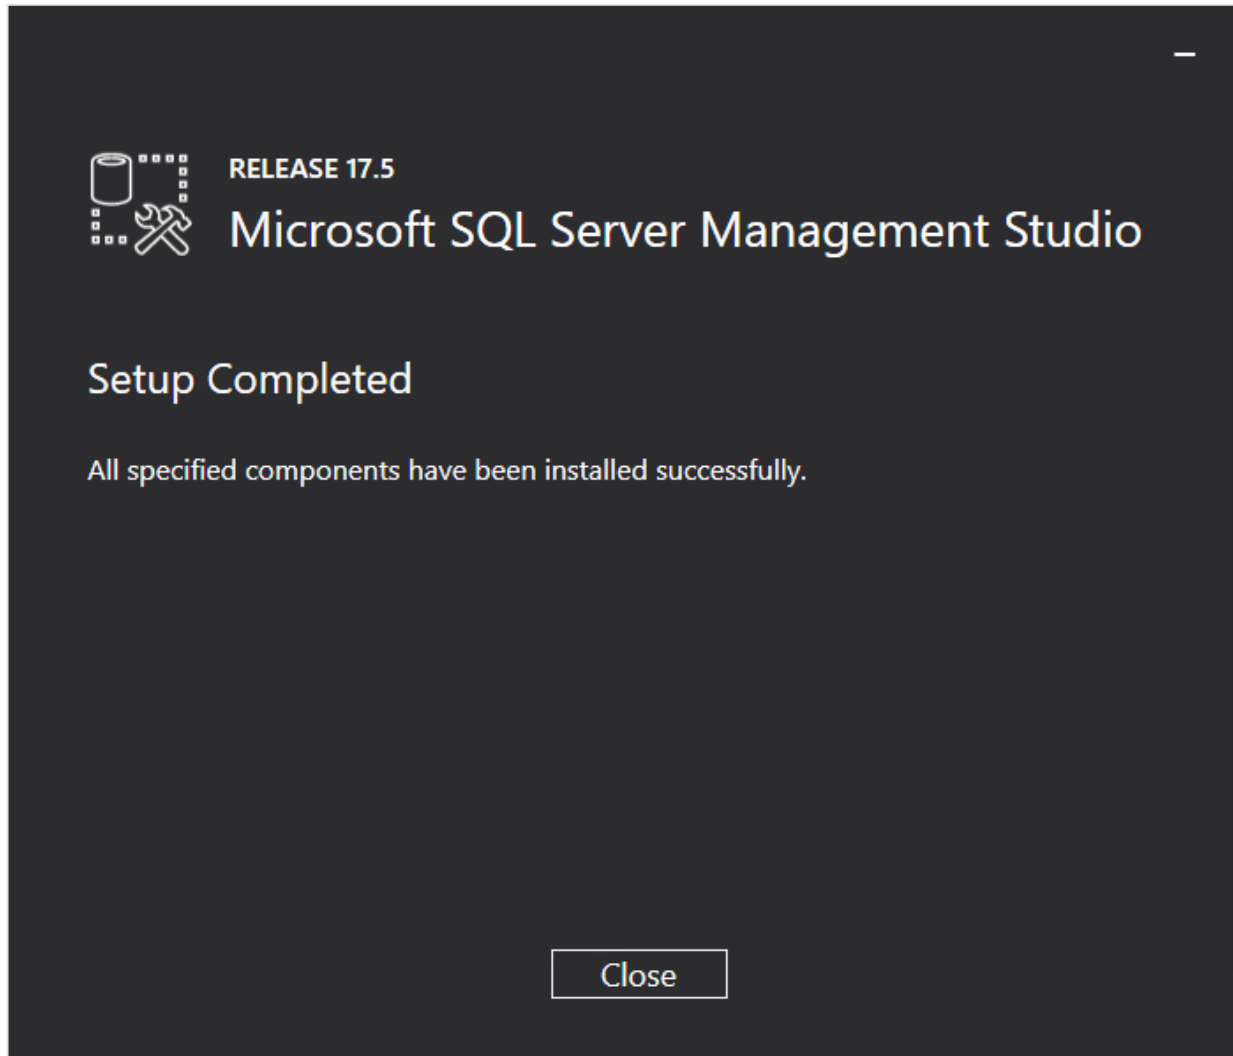 RELEASE 17.5
Microsoft SQL Server Management Studio
Setup Completed
All specified components have been installed successfully.
Close